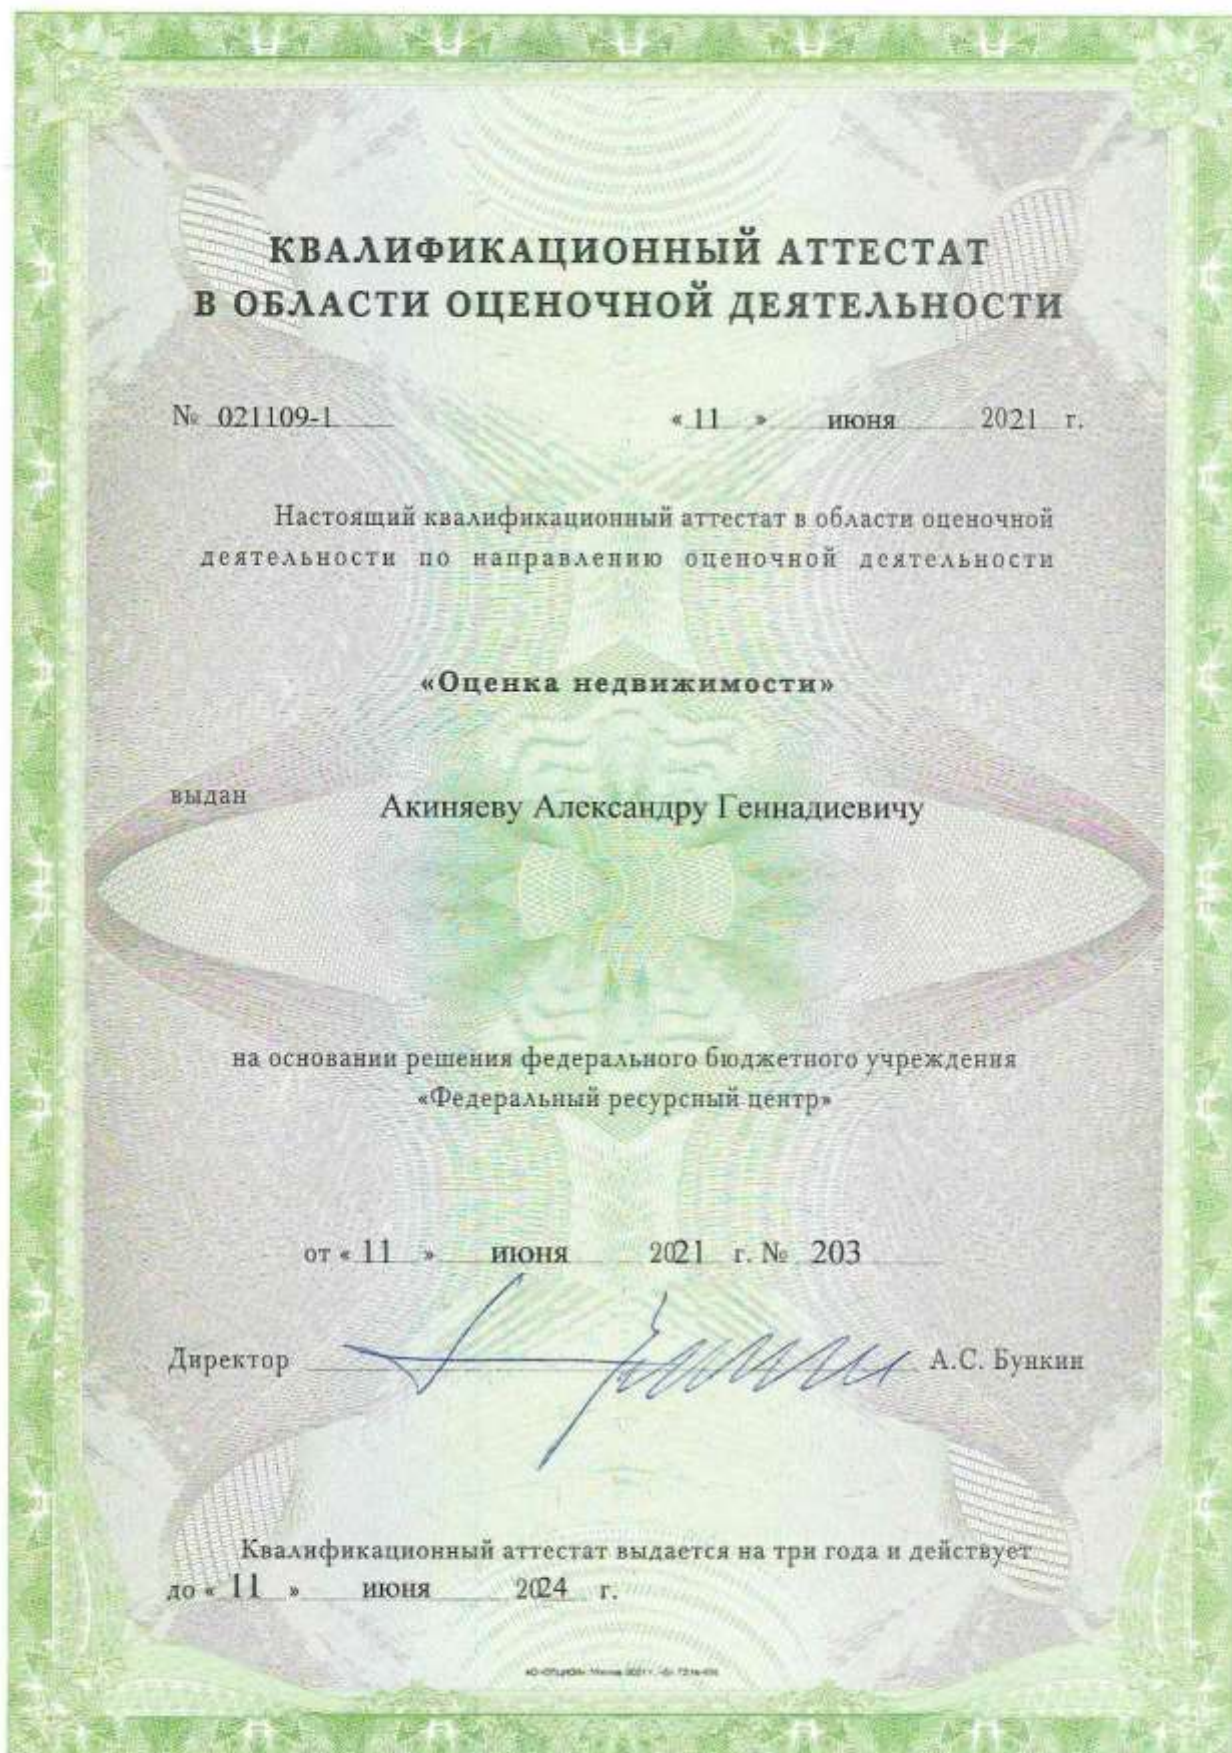 КВАЛИФИКАЦИОННЫЙ АТТЕСТАТ
В ОБЛАСТИ ОЦЕНОЧНОЙ ДЕЯТЕЛЬНОСТИ
№ 021109-1 « 11 » июня 2021 г.
Настоящий квалификационный аттестат в области оценочной
деятельности по направлению оценочной деятельности
«Оценка недвижимости»
выдан Акиняеву Александру Геннадиевичу
на основании решения федерального бюджетного учреждения
«Федеральный ресурсный центр»
от « 11 » июня 2021 г. № 203
Директор А.С. Бункин
Квалификационный аттестат выдается на три года и действует
до « 11 » июня 2024 г.